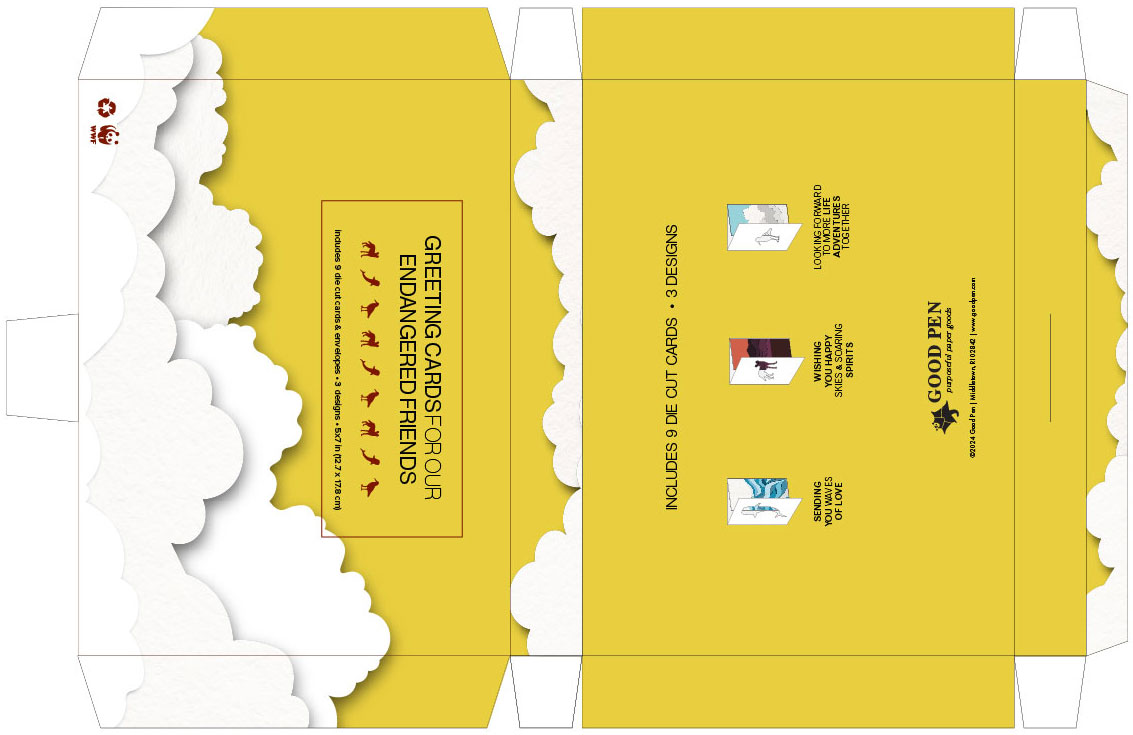 WWF
GREETING CARDS FOR OUR
ENDANGERED FRIENDS
Includes 9 die cut cards & envelopes • 3 designs • 5x7 in (12.7 x 17.8 cm)
LOOKING FORWARD
TO MORE LIFE
ADVENTURES
TOGETHER
WISHING
YOU HAPPY
SKIES & SOARING
SPIRITS
SENDING
YOU WAVES
OF LOVE
INCLUDES 9 DIE CUT CARDS • 3 DESIGNS
GOOD PEN
purposeful paper goods
©2024 Good Pen | Middletown, RI 02842 | www.goodpen.com